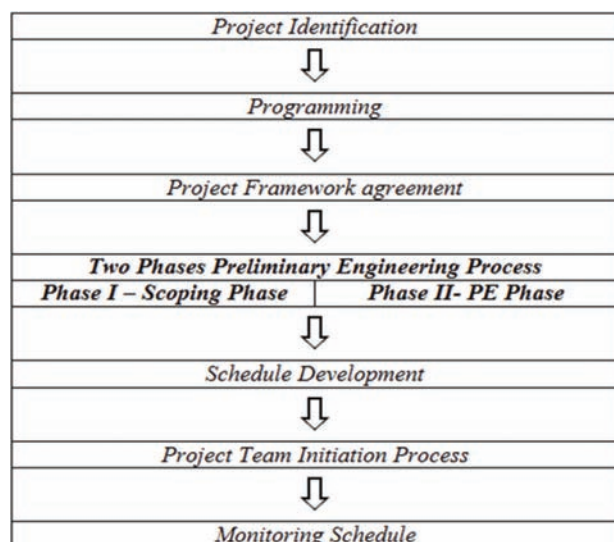 Project Identification
Programming
Project Framework agreement
Two Phases Preliminary Engineering Process
Phase I – Scoping Phase
Phase II- PE Phase
Schedule Development
Project Team Initiation Process
Monitoring Schedule